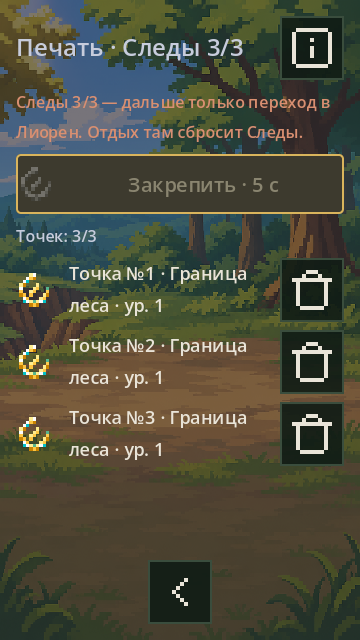 Печать · Следы 3/3
Следы 3/3 — дальше только переход в
Лиорен. Отдых там сбросит Следы.
Закрепить · 5 с
Точек: 3/3
Точка №1 · Граница
леса · ур. 1
Точка №2 · Граница
леса · ур. 1
Точка №3 · Граница
леса · ур. 1